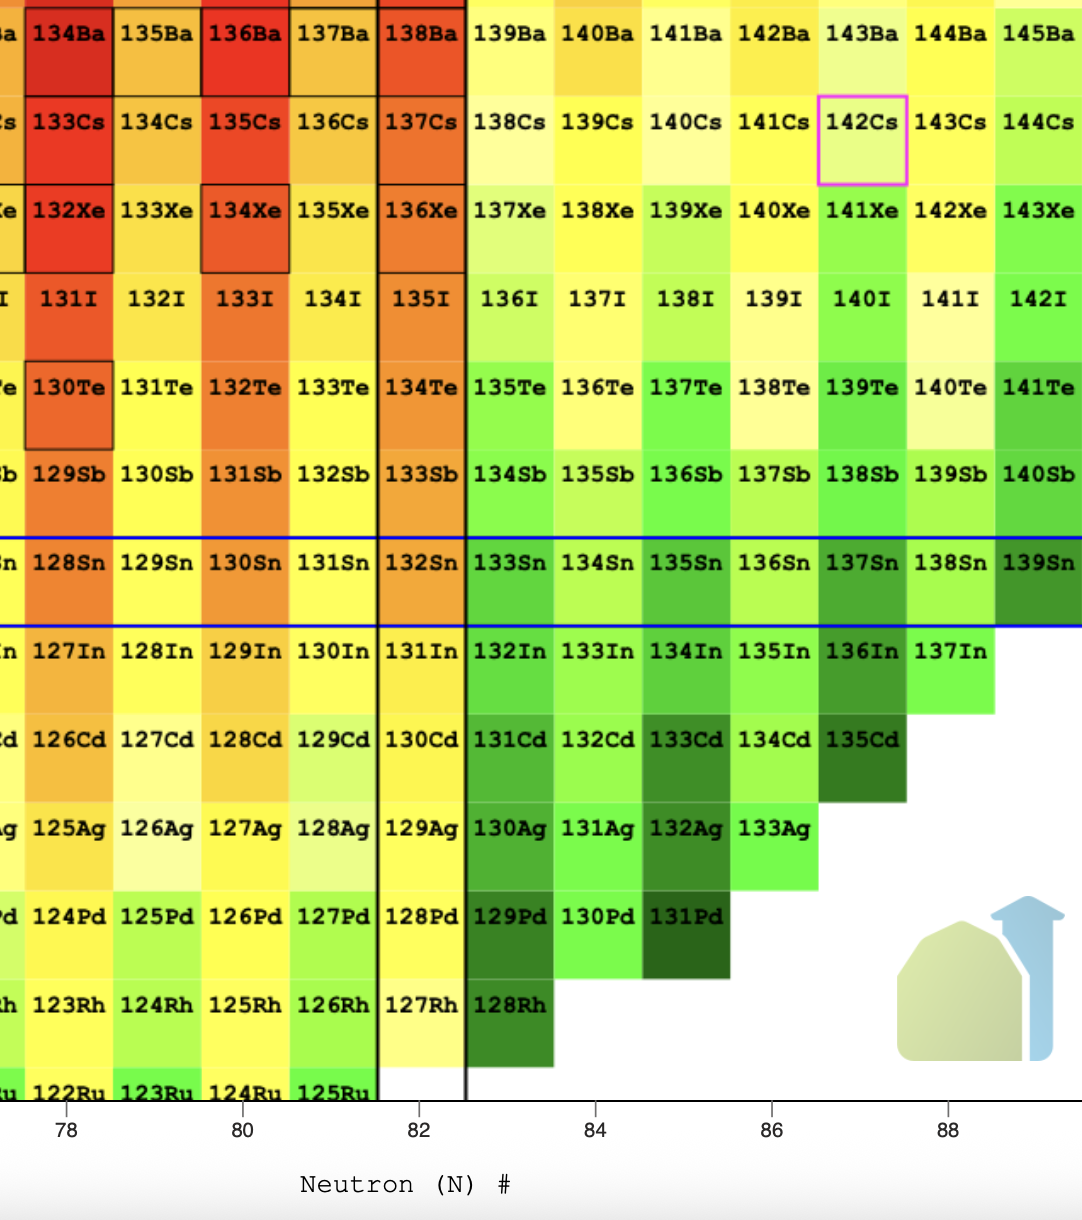 a 134Ba 135Ba 136Ba 137Ba 138Ba 139Ba 140Ba 141Ba 142Ba 143Ba 144Ba 145Ba
s 133Cs 134Cs 135Cs 136Cs 137Cs 138Cs 139Cs 140Cs 141Cs 142Cs 143Cs 144Cs
e 132Xe 133Xe 134Xe 135Xe 136Xe 137Xe 138Xe 139Xe 140Xe 141Xe 142Xe 143Xe
I 131I 132I 133I 134I 135I 136I 137I 138I 139I 140I 141I 142I
e 130Te 131Te 132Te 133Te 134Te 135Te 136Te 137Te 138Te 139Te 140Te 141Te
b 129Sb 130Sb 131Sb 132Sb 133Sb 134Sb 135Sb 136Sb 137Sb 138Sb 139Sb 140Sb
n 128Sn 129Sn 130Sn 131Sn 132Sn 133Sn 134Sn 135Sn 136Sn 137Sn 138Sn 139Sn
n 127In 128In 129In 130In 131In 132In 133In 134In 135In 136In 137In
d 126Cd 127Cd 128Cd 129Cd 130Cd 131Cd 132Cd 133Cd 134Cd 135Cd
g 125Ag 126Ag 127Ag 128Ag 129Ag 130Ag 131Ag 132Ag 133Ag
d 124Pd 125Pd 126Pd 127Pd 128Pd 129Pd 130Pd 131Pd
h 123Rh 124Rh 125Rh 126Rh 127Rh 128Rh
u 122Ru 123Ru 124Ru 125Ru
78 80 82 84 86 88
Neutron (N) #